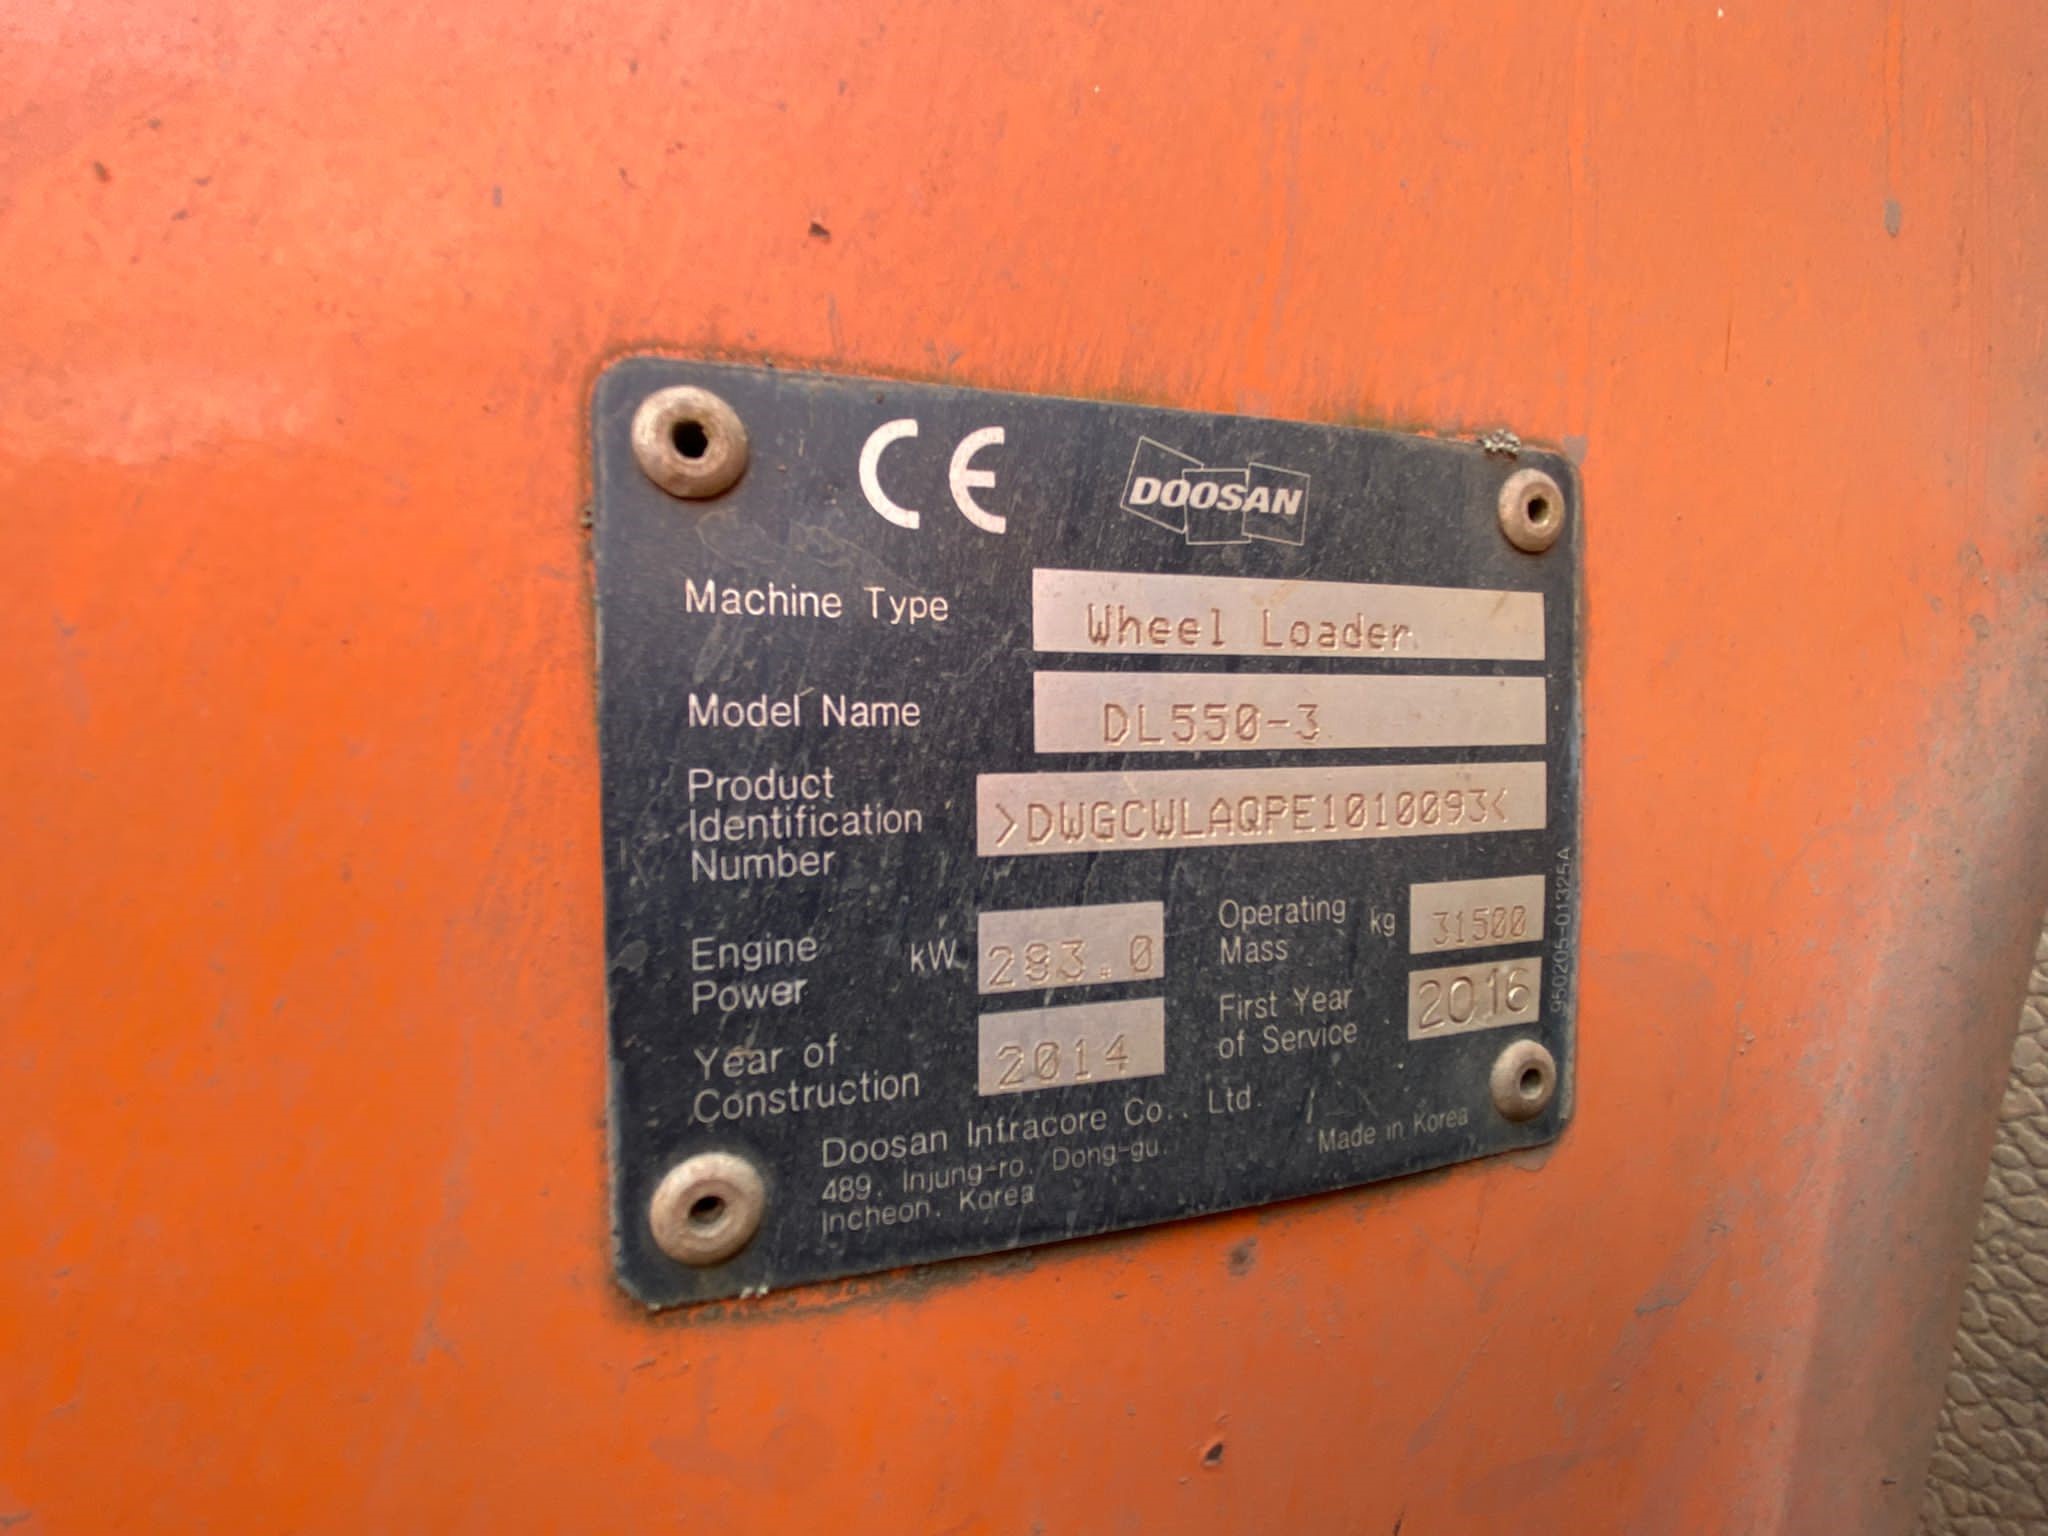 CE DOOSAN
Machine Type Wheel Loader
Model Name DL550-3
Product
Identification
Number >DWGCWLAQPE1010093<
Engine
Power kW 283.0
Operating
Mass kg 31500
Year of
Construction 2014
First Year
of Service 2016
Doosan Infracore Co., Ltd.
489, Injung-ro, Dong-gu,
Incheon, Korea
Made in Korea
950205-01325A